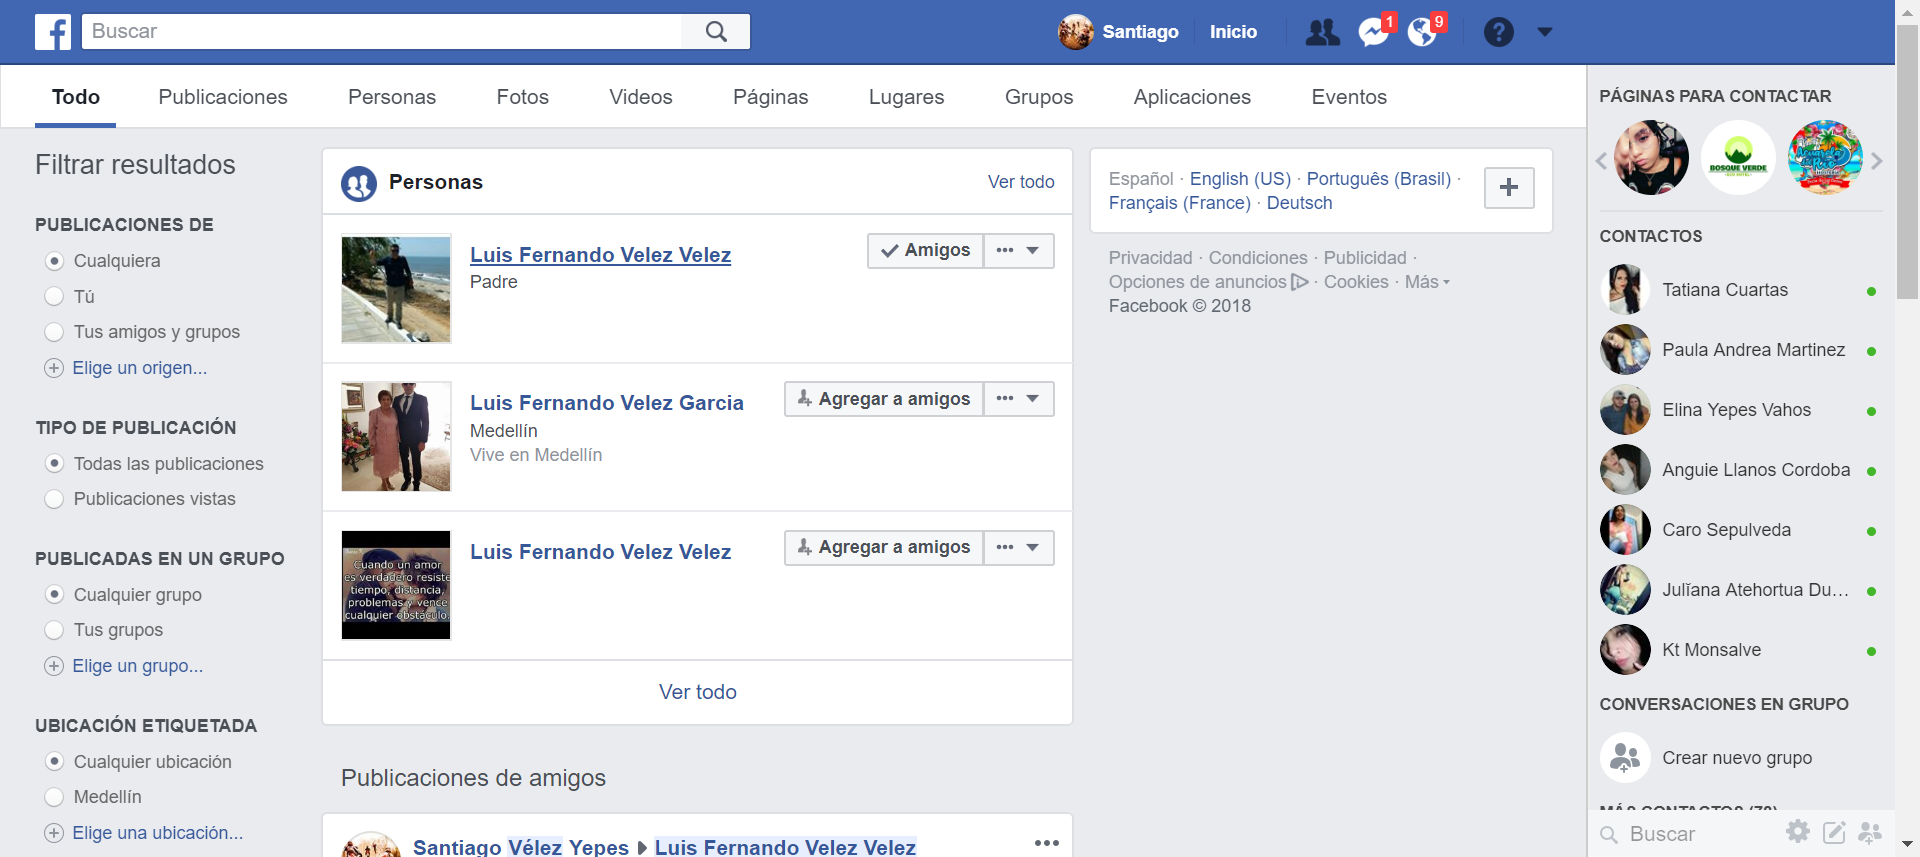 Buscar
Santiago
Inicio
1
9
Todo
Publicaciones
Personas
Fotos
Videos
Páginas
Lugares
Grupos
Aplicaciones
Eventos
Filtrar resultados
PUBLICACIONES DE
Cualquiera
Tú
Tus amigos y grupos
Elige un origen...
TIPO DE PUBLICACIÓN
Todas las publicaciones
Publicaciones vistas
PUBLICADAS EN UN GRUPO
Cualquier grupo
Tus grupos
Elige un grupo...
UBICACIÓN ETIQUETADA
Cualquier ubicación
Medellín
Elige una ubicación...
Personas
Ver todo
Luis Fernando Velez Velez
Padre
Amigos
Luis Fernando Velez Garcia
Medellín
Vive en Medellín
Agregar a amigos
Cuando un amor
es verdadero resiste
tiempo, distancia,
problemas y vence
cualquier obstáculo.
Luis Fernando Velez Velez
Agregar a amigos
Ver todo
Publicaciones de amigos
Santiago Vélez Yepes Luis Fernando Velez Velez
Español · English (US) · Português (Brasil) ·
Français (France) · Deutsch
Privacidad · Condiciones · Publicidad ·
Opciones de anuncios · Cookies · Más
Facebook © 2018
PÁGINAS PARA CONTACTAR
BOSQUE VERDE
CONTACTOS
Tatiana Cuartas
Paula Andrea Martinez
Elina Yepes Vahos
Anguie Llanos Cordoba
Caro Sepulveda
Juliana Atehortua Du...
Kt Monsalve
CONVERSACIONES EN GRUPO
Crear nuevo grupo
MÁS CONTACTOS (78)
Buscar